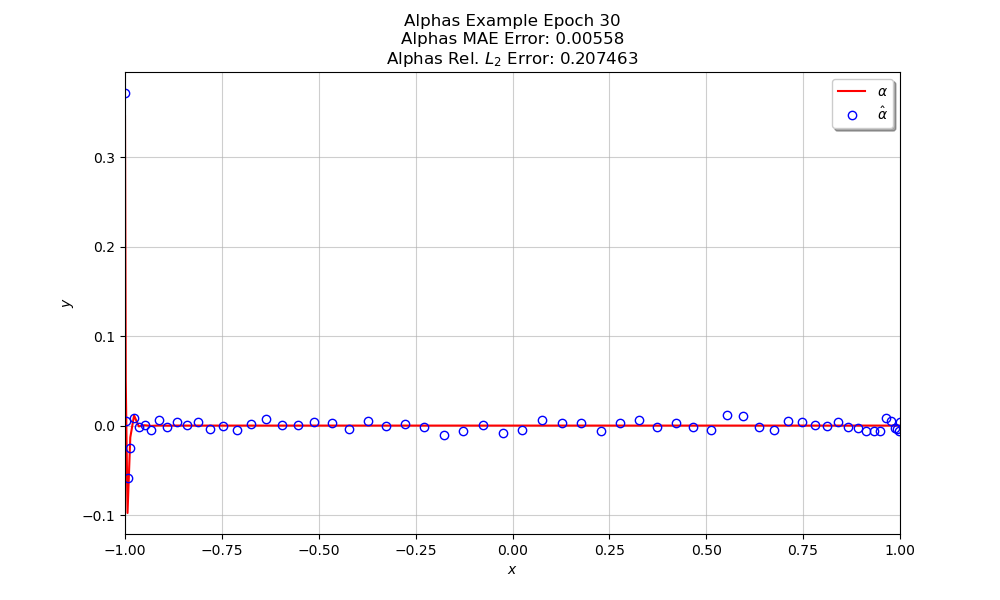 Alphas Example Epoch 30
Alphas MAE Error: 0.00558
Alphas Rel. $L_2$ Error: 0.207463
α
α̂
0.3
0.2
0.1
0.0
−0.1
y
−1.00 −0.75 −0.50 −0.25 0.00 0.25 0.50 0.75 1.00
x